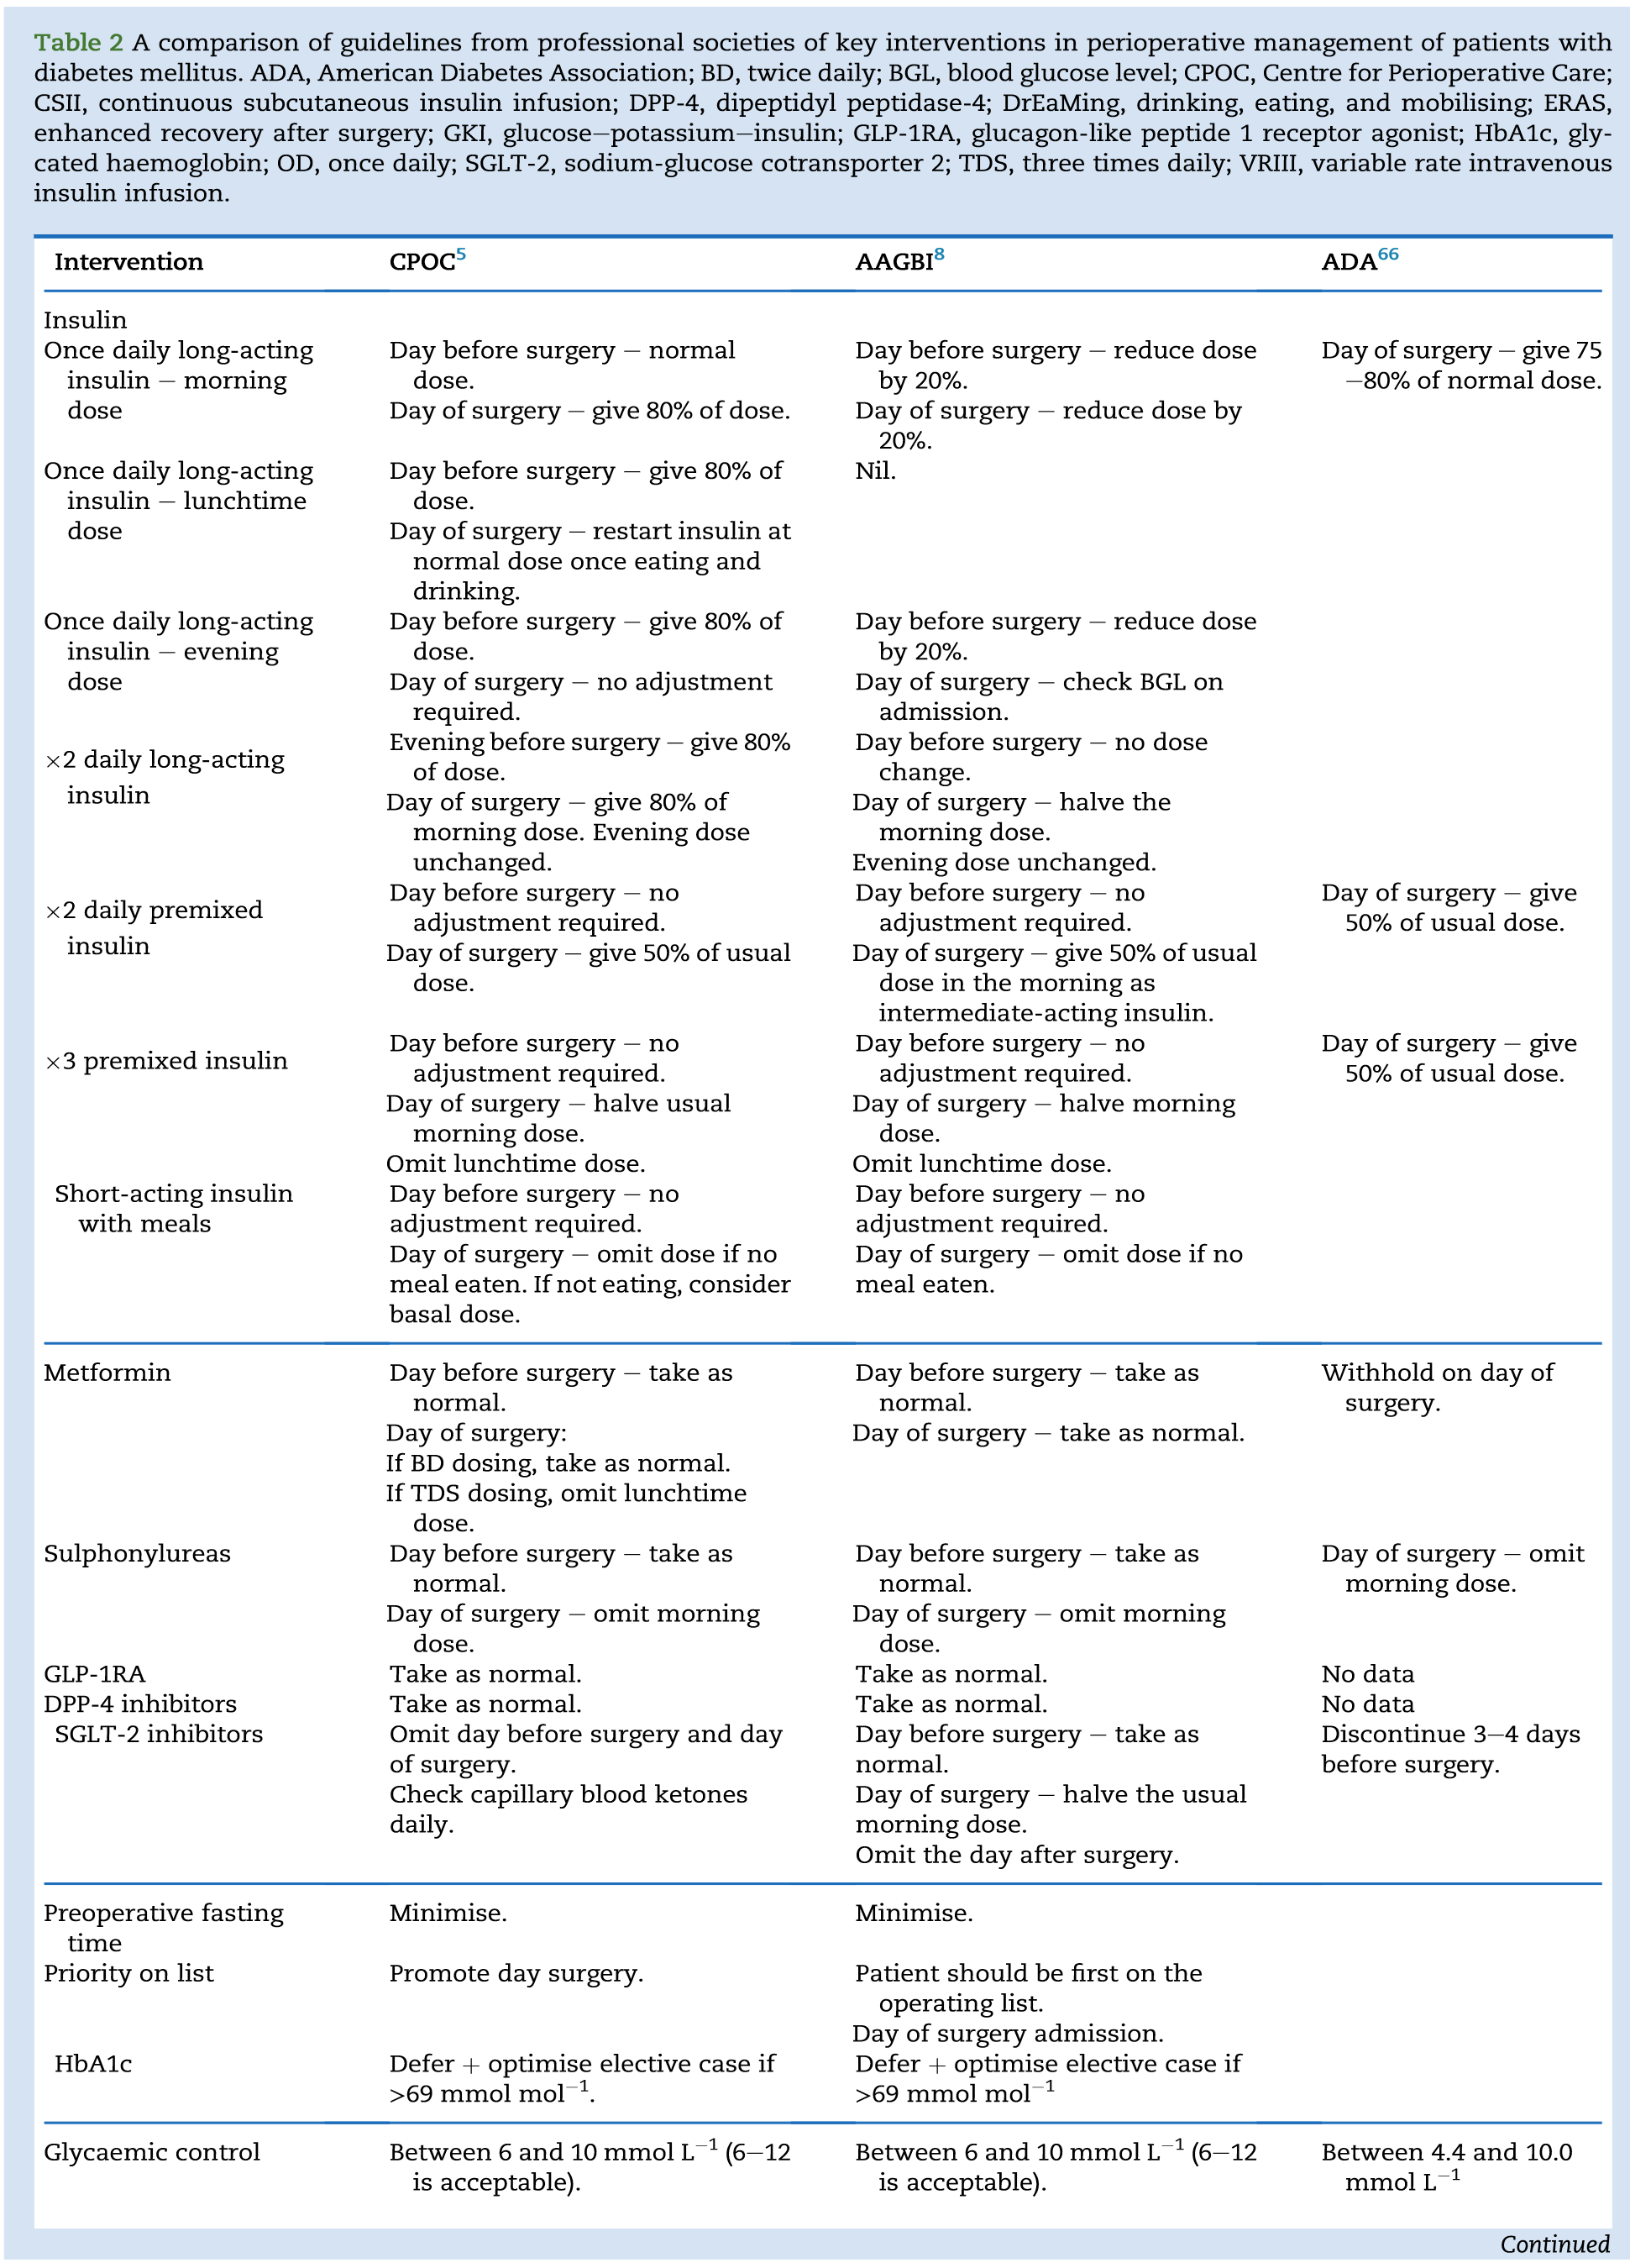 Table 2 A comparison of guidelines from professional societies of key interventions in perioperative management of patients with
diabetes mellitus. ADA, American Diabetes Association; BD, twice daily; BGL, blood glucose level; CPOC, Centre for Perioperative Care;
CSII, continuous subcutaneous insulin infusion; DPP-4, dipeptidyl peptidase-4; DrEaMing, drinking, eating, and mobilising; ERAS,
enhanced recovery after surgery; GKI, glucose–potassium–insulin; GLP-1RA, glucagon-like peptide 1 receptor agonist; HbA1c, gly-
cated haemoglobin; OD, once daily; SGLT-2, sodium-glucose cotransporter 2; TDS, three times daily; VRIII, variable rate intravenous
insulin infusion.
Intervention CPOC⁵ AAGBI⁸ ADA⁶⁶
Insulin
Once daily long-acting Day before surgery – normal Day before surgery – reduce dose Day of surgery – give 75
insulin – morning dose. by 20%. –80% of normal dose.
dose Day of surgery – give 80% of dose. Day of surgery – reduce dose by
20%.
Once daily long-acting Day before surgery – give 80% of Nil.
insulin – lunchtime dose.
dose Day of surgery – restart insulin at
normal dose once eating and
drinking.
Once daily long-acting Day before surgery – give 80% of Day before surgery – reduce dose
insulin – evening dose. by 20%.
dose Day of surgery – no adjustment Day of surgery – check BGL on
required. admission.
×2 daily long-acting Evening before surgery – give 80% Day before surgery – no dose
insulin of dose. change.
Day of surgery – give 80% of Day of surgery – halve the
morning dose. Evening dose morning dose.
unchanged. Evening dose unchanged.
×2 daily premixed Day before surgery – no Day before surgery – no Day of surgery – give
insulin adjustment required. adjustment required. 50% of usual dose.
Day of surgery – give 50% of usual Day of surgery – give 50% of usual
dose. dose in the morning as
intermediate-acting insulin.
×3 premixed insulin Day before surgery – no Day before surgery – no Day of surgery – give
adjustment required. adjustment required. 50% of usual dose.
Day of surgery – halve usual Day of surgery – halve morning
morning dose. dose.
Omit lunchtime dose. Omit lunchtime dose.
Short-acting insulin Day before surgery – no Day before surgery – no
with meals adjustment required. adjustment required.
Day of surgery – omit dose if no Day of surgery – omit dose if no
meal eaten. If not eating, consider meal eaten.
basal dose.
Metformin Day before surgery – take as Day before surgery – take as Withhold on day of
normal. normal. surgery.
Day of surgery: Day of surgery – take as normal.
If BD dosing, take as normal.
If TDS dosing, omit lunchtime
dose.
Sulphonylureas Day before surgery – take as Day before surgery – take as Day of surgery – omit
normal. normal. morning dose.
Day of surgery – omit morning Day of surgery – omit morning
dose. dose.
GLP-1RA Take as normal. Take as normal. No data
DPP-4 inhibitors Take as normal. Take as normal. No data
SGLT-2 inhibitors Omit day before surgery and day Day before surgery – take as Discontinue 3–4 days
of surgery. normal. before surgery.
Check capillary blood ketones Day of surgery – halve the usual
daily. morning dose.
Omit the day after surgery.
Preoperative fasting Minimise. Minimise.
time
Priority on list Promote day surgery. Patient should be first on the
operating list.
Day of surgery admission.
HbA1c Defer + optimise elective case if Defer + optimise elective case if
>69 mmol mol⁻¹. >69 mmol mol⁻¹
Glycaemic control Between 6 and 10 mmol L⁻¹ (6–12 Between 6 and 10 mmol L⁻¹ (6–12 Between 4.4 and 10.0
is acceptable). is acceptable). mmol L⁻¹
Continued